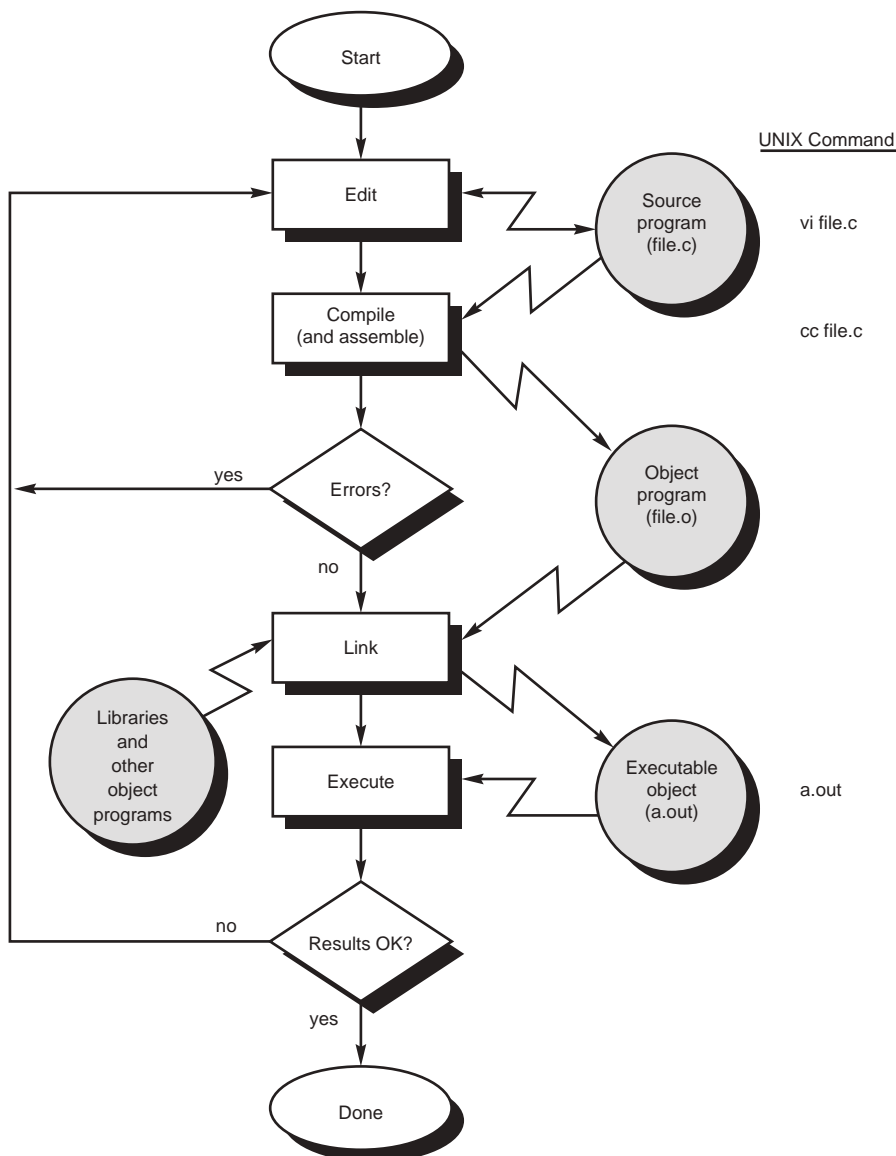 Start
UNIX Command
Edit
Source
program
(file.c)
vi file.c
Compile
(and assemble)
cc file.c
yes
Errors?
Object
program
(file.o)
no
Link
Libraries
and
other
object
programs
Execute
Executable
object
(a.out)
a.out
no
Results OK?
yes
Done